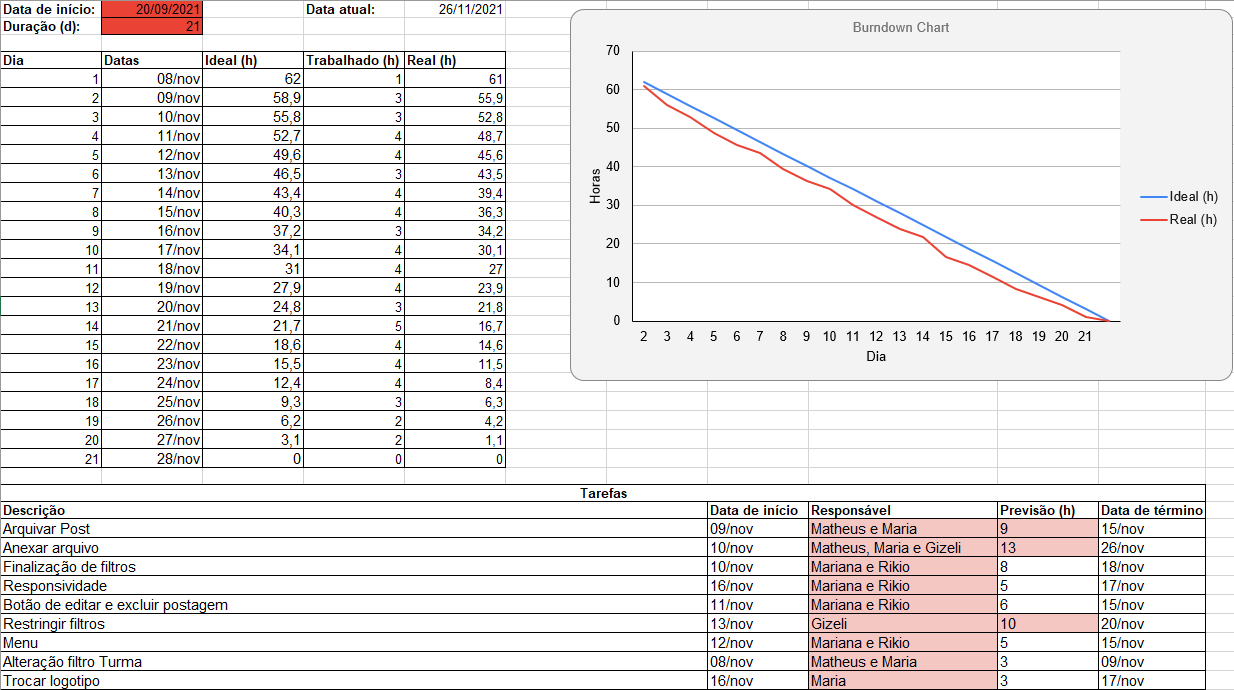 Data de início: 20/09/2021 Data atual: 26/11/2021
Duração (d): 21
Dia Datas Ideal (h) Trabalhado (h) Real (h)
1 08/nov 62 1 61
2 09/nov 58,9 3 55,9
3 10/nov 55,8 3 52,8
4 11/nov 52,7 4 48,7
5 12/nov 49,6 4 45,6
6 13/nov 46,5 3 43,5
7 14/nov 43,4 4 39,4
8 15/nov 40,3 4 36,3
9 16/nov 37,2 3 34,2
10 17/nov 34,1 4 30,1
11 18/nov 31 4 27
12 19/nov 27,9 4 23,9
13 20/nov 24,8 3 21,8
14 21/nov 21,7 5 16,7
15 22/nov 18,6 4 14,6
16 23/nov 15,5 4 11,5
17 24/nov 12,4 4 8,4
18 25/nov 9,3 3 6,3
19 26/nov 6,2 2 4,2
20 27/nov 3,1 2 1,1
21 28/nov 0 0 0
Burndown Chart
70
60
50
40
30
20
10
0
Horas
2 3 4 5 6 7 8 9 10 11 12 13 14 15 16 17 18 19 20 21
Dia
Ideal (h)
Real (h)
Tarefas
Descrição Data de início Responsável Previsão (h) Data de término
Arquivar Post 09/nov Matheus e Maria 9 15/nov
Anexar arquivo 10/nov Matheus, Maria e Gizeli 13 26/nov
Finalização de filtros 10/nov Mariana e Rikio 8 18/nov
Responsividade 16/nov Mariana e Rikio 5 17/nov
Botão de editar e excluir postagem 11/nov Mariana e Rikio 6 15/nov
Restringir filtros 13/nov Gizeli 10 20/nov
Menu 12/nov Mariana e Rikio 5 15/nov
Alteração filtro Turma 08/nov Matheus e Maria 3 09/nov
Trocar logotipo 16/nov Maria 3 17/nov